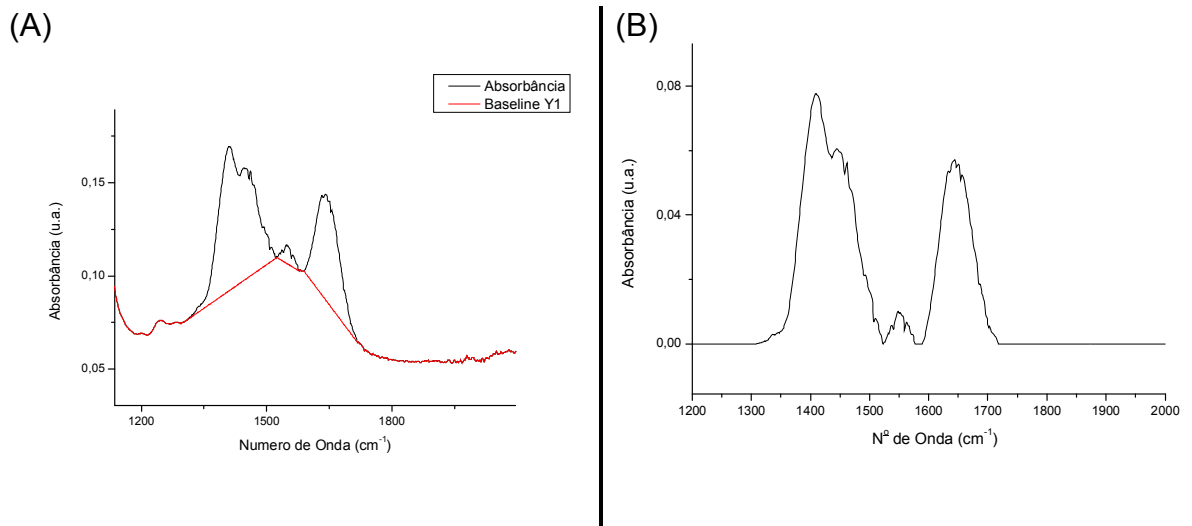 (A)
Absorbância
Baseline Y1
0,15
0,10
0,05
Absorbância (u.a.)
1200
1500
1800
Numero de Onda (cm⁻¹)
(B)
0,08
0,04
0,00
Absorbância (u.a.)
1200
1300
1400
1500
1600
1700
1800
1900
2000
Nº de Onda (cm⁻¹)